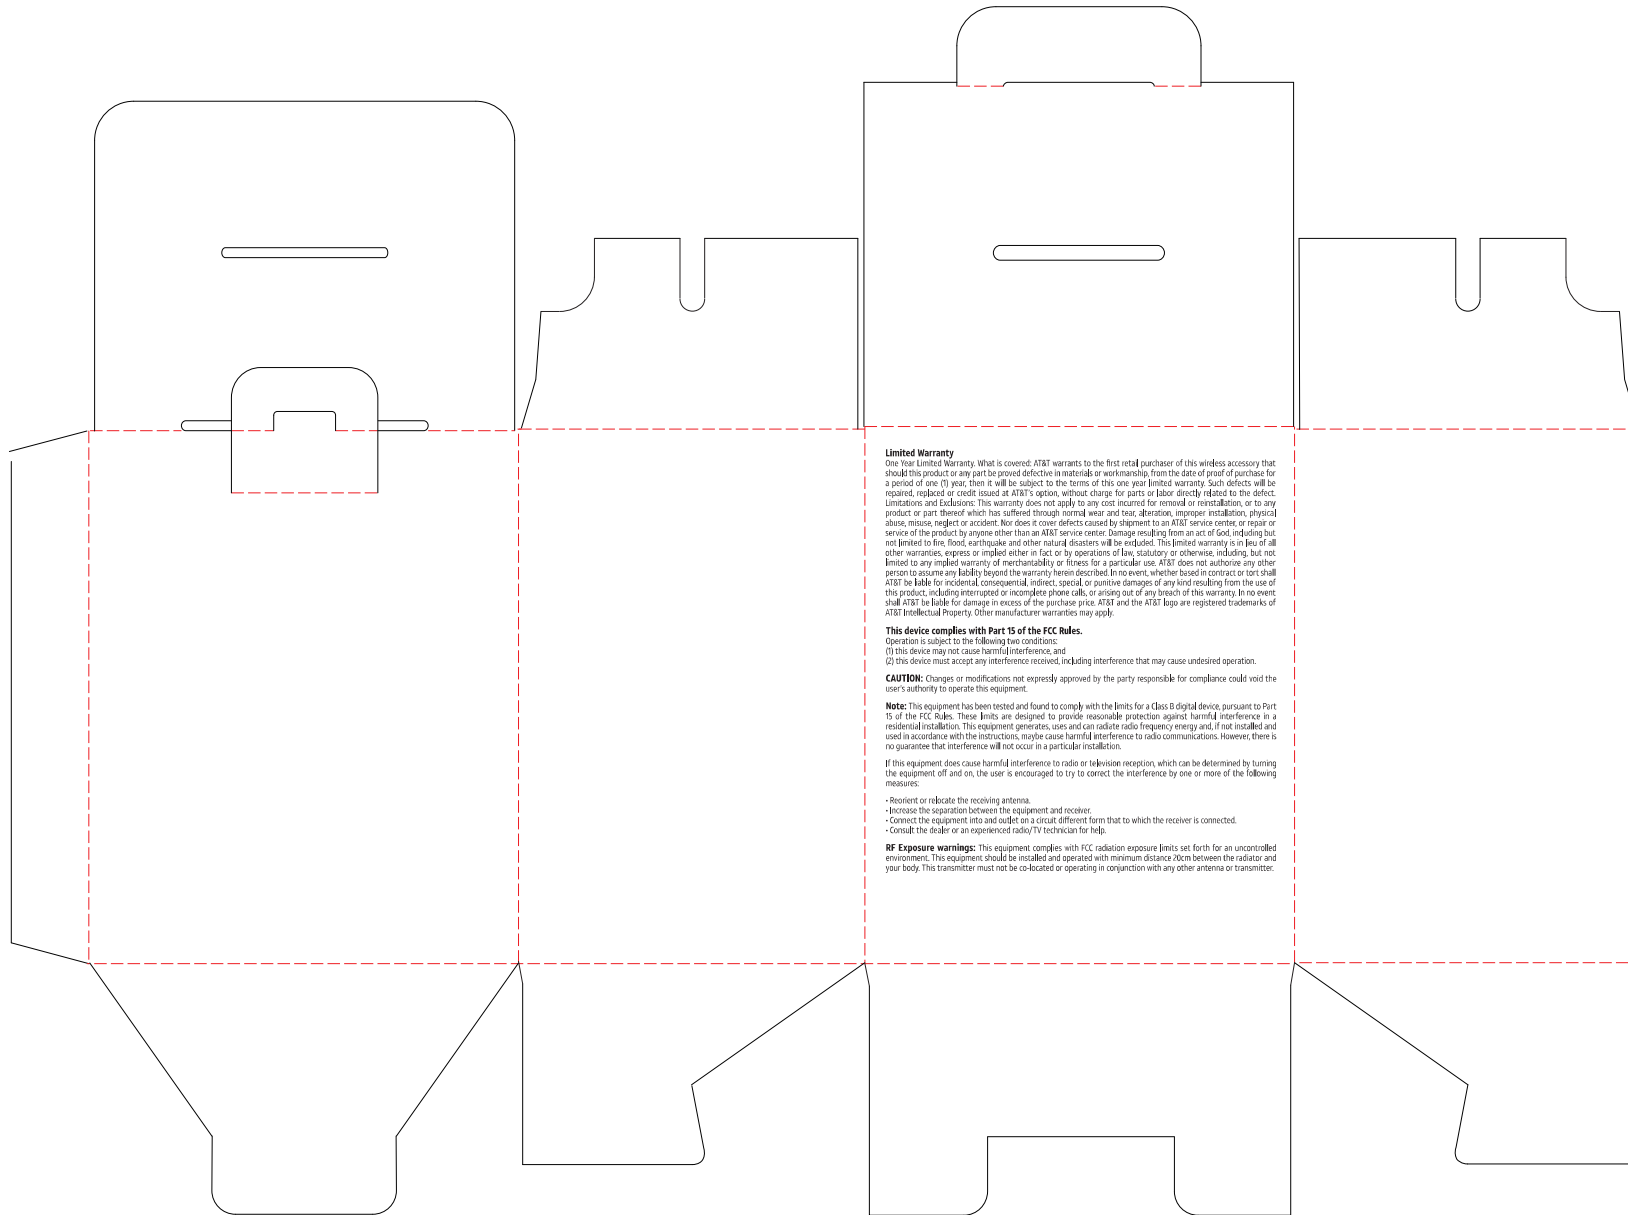 Limited Warranty
One Year Limited Warranty. What is covered: AT&T warrants to the first retail purchaser of this wireless accessory that
should this product or any part be proved defective in materials or workmanship, from the date of proof of purchase for
a period of one (1) year, then it will be subject to the terms of this one year limited warranty. Such defects will be
repaired, replaced or credit issued at AT&T's option, without charge for parts or labor directly related to the defect.
Limitations and Exclusions: This warranty does not apply to any cost incurred for removal or reinstallation, or to any
product or part thereof which has suffered through normal wear and tear, alteration, improper installation, physical
abuse, misuse, neglect or accident. Nor does it cover defects caused by shipment to an AT&T service center, or repair or
service of the product by anyone other than an AT&T service center. Damage resulting from an act of God, including but
not limited to fire, flood, earthquake and other natural disasters will be excluded. This limited warranty is in lieu of all
other warranties, express or implied either in fact or by operations of law, statutory or otherwise, including, but not
limited to any implied warranty of merchantability or fitness for a particular use. AT&T does not authorize any other
person to assume any liability beyond the warranty herein described. In no event, whether based in contract or tort shall
AT&T be liable for incidental, consequential, indirect, special, or punitive damages of any kind resulting from the use of
this product, including interrupted or incomplete phone calls, or arising out of any breach of this warranty. In no event
shall AT&T be liable for damage in excess of the purchase price. AT&T and the AT&T logo are registered trademarks of
AT&T Intellectual Property. Other manufacturer warranties may apply.
This device complies with Part 15 of the FCC Rules.
Operation is subject to the following two conditions:
(1) this device may not cause harmful interference, and
(2) this device must accept any interference received, including interference that may cause undesired operation.
CAUTION: Changes or modifications not expressly approved by the party responsible for compliance could void the
user's authority to operate this equipment.
Note: This equipment has been tested and found to comply with the limits for a Class B digital device, pursuant to Part
15 of the FCC Rules. These limits are designed to provide reasonable protection against harmful interference in a
residential installation. This equipment generates, uses and can radiate radio frequency energy and, if not installed and
used in accordance with the instructions, maybe cause harmful interference to radio communications. However, there is
no guarantee that interference will not occur in a particular installation.
If this equipment does cause harmful interference to radio or television reception, which can be determined by turning
the equipment off and on, the user is encouraged to try to correct the interference by one or more of the following
measures:
• Reorient or relocate the receiving antenna.
• Increase the separation between the equipment and receiver.
• Connect the equipment into and outlet on a circuit different form that to which the receiver is connected.
• Consult the dealer or an experienced radio/TV technician for help.
RF Exposure warnings: This equipment complies with FCC radiation exposure limits set forth for an uncontrolled
environment. This equipment should be installed and operated with minimum distance 20cm between the radiator and
your body. This transmitter must not be co-located or operating in conjunction with any other antenna or transmitter.